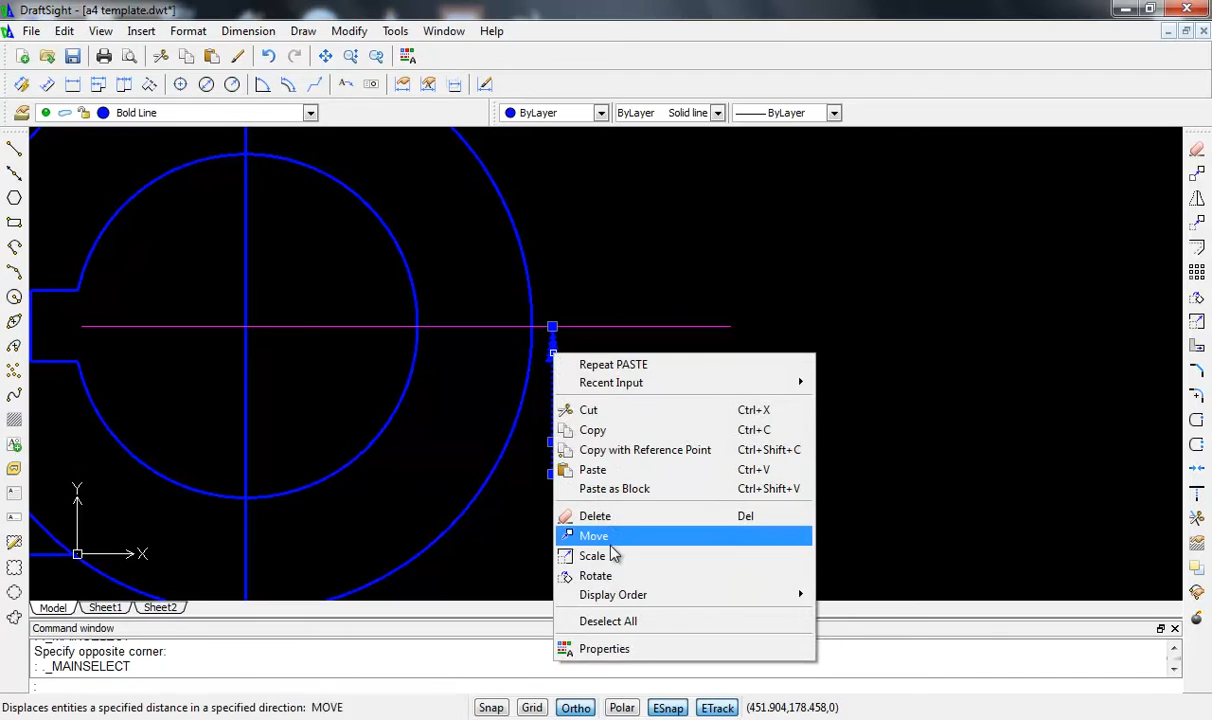 DraftSight - [a4 template.dwt*]
File Edit View Insert Format Dimension Draw Modify Tools Window Help
Bold Line ByLayer ByLayer Solid line ByLayer
Repeat PASTE
Recent Input
Cut Ctrl+X
Copy Ctrl+C
Copy with Reference Point Ctrl+Shift+C
Paste Ctrl+V
Paste as Block Ctrl+Shift+V
Delete Del
Move
Scale
Rotate
Display Order
Deselect All
Properties
Y
X
Model Sheet1 Sheet2
Command window
: ._MAINSELECT
Specify opposite corner:
: ._MAINSELECT
:
Displaces entities a templated distance in a specified direction: MOVE Snap Grid Ortho Polar ESnap ETrack (451.904,178.458,0)